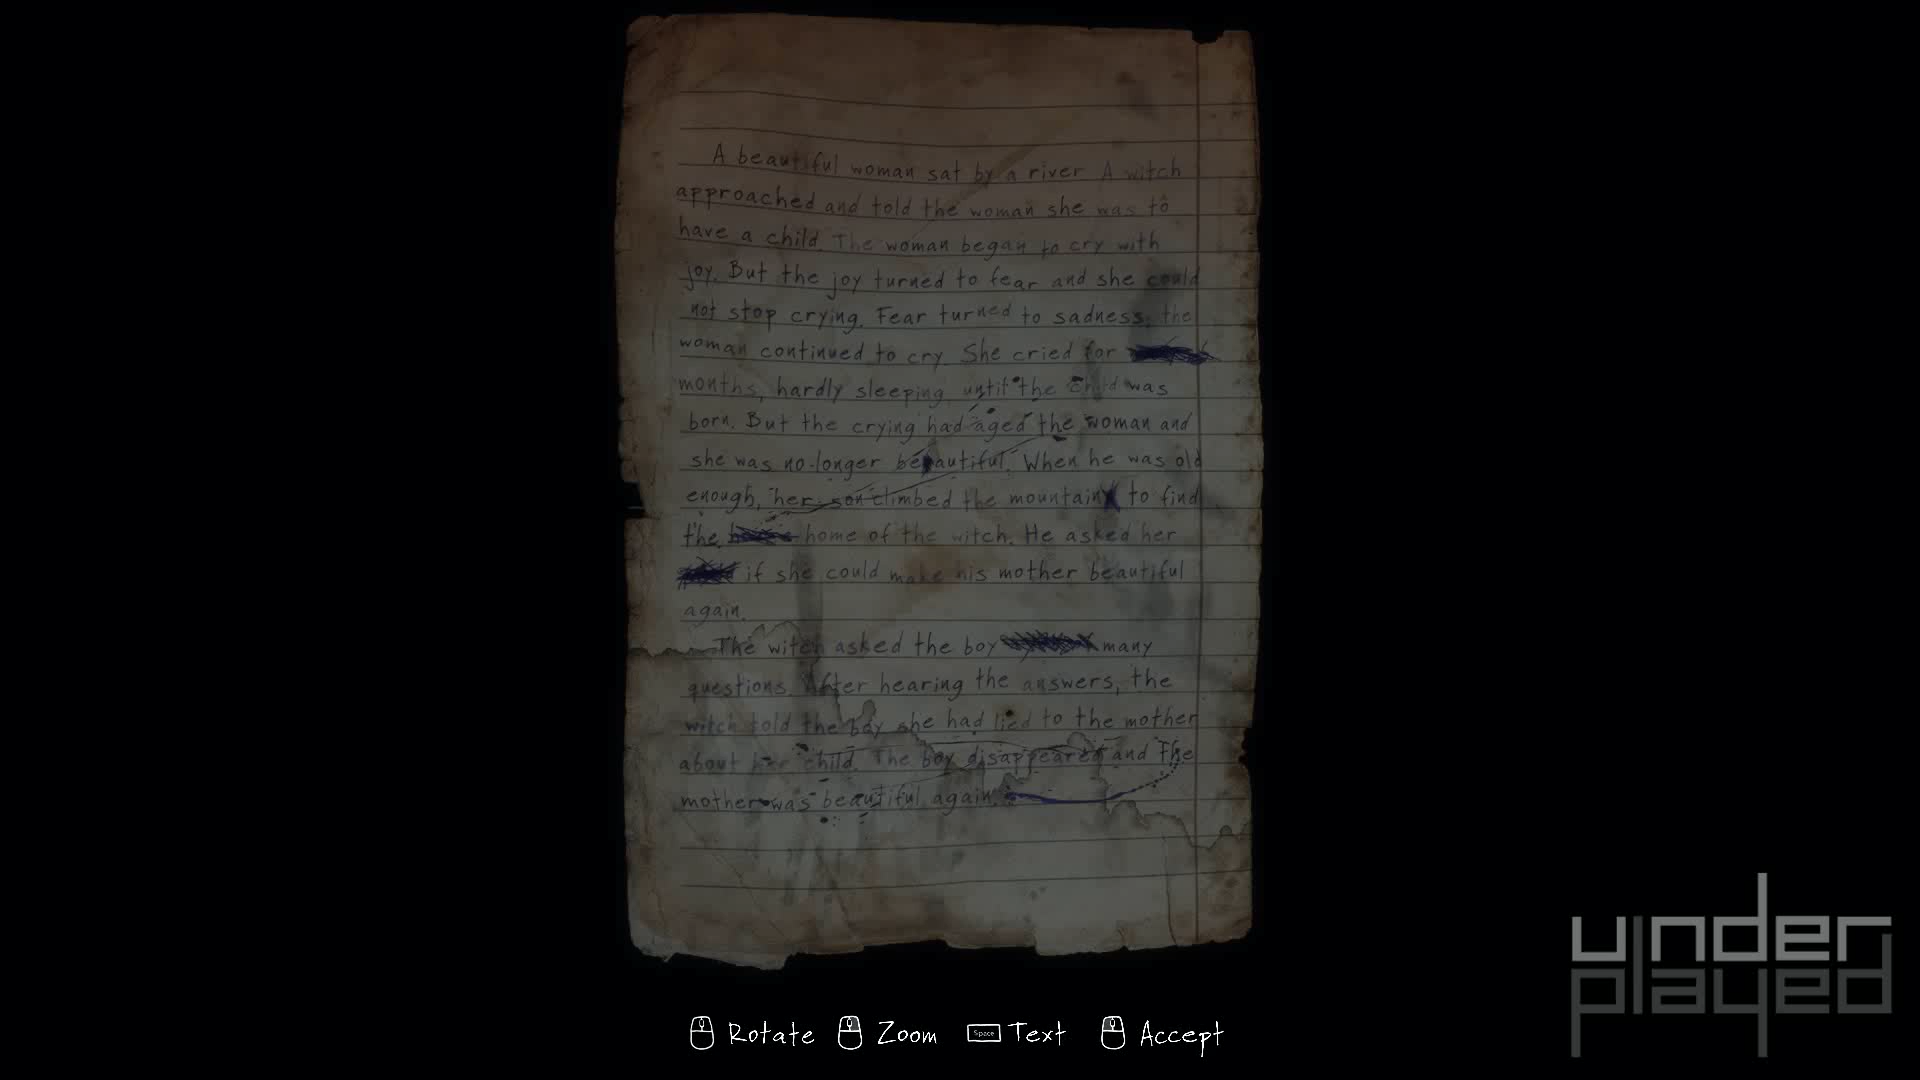 A beautiful woman sat by a river A witch
approached and told the woman she was to
have a child. The woman began to cry with
joy. But the joy turned to fear and she could
not stop crying. Fear turned to sadness, the
woman continued to cry. She cried for
months, hardly sleeping until the child was
born. But the crying had aged the woman and
she was no longer beautiful. When he was old
enough, her son climbed the mountain to find
the home of the witch. He asked her
if she could make his mother beautiful
again.
The witch asked the boy many
questions. After hearing the answers, the
witch told the boy she had lied to the mother
about her child. The boy disappeared and The
mother was beautiful again.
Rotate Zoom Space Text Accept
under
played